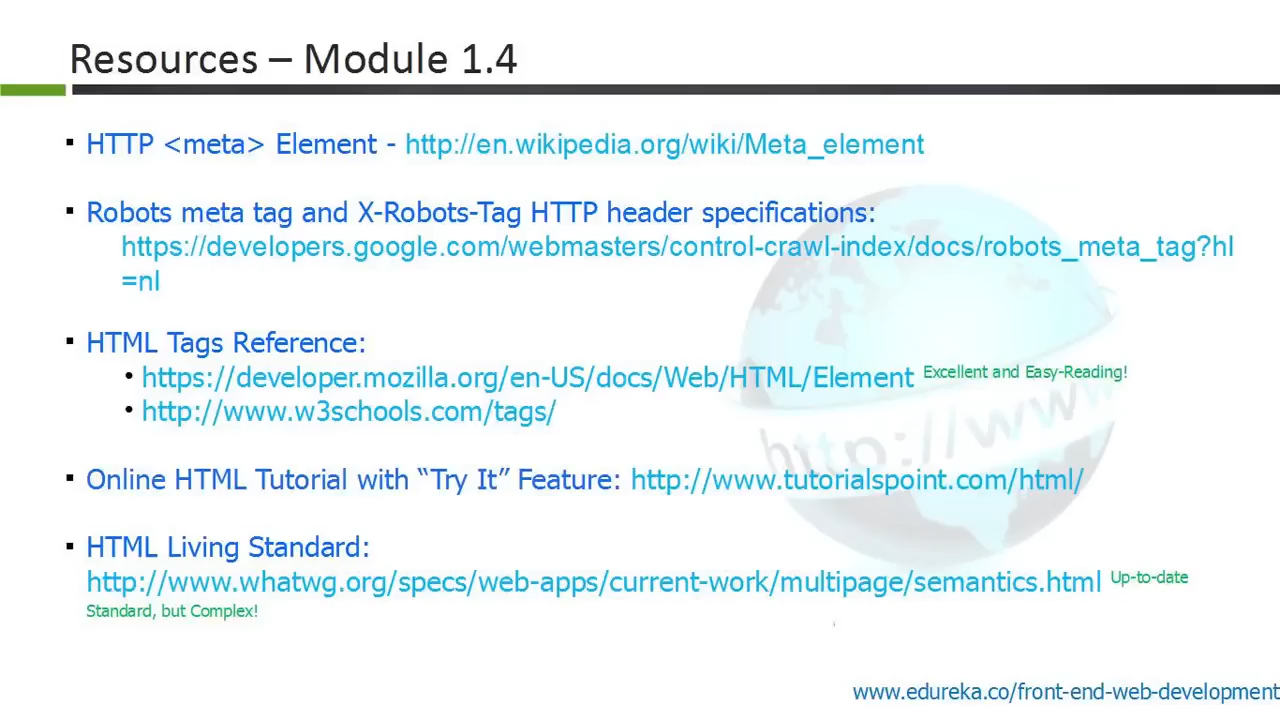 Resources – Module 1.4
▪ HTTP <meta> Element - http://en.wikipedia.org/wiki/Meta_element
▪ Robots meta tag and X-Robots-Tag HTTP header specifications:
https://developers.google.com/webmasters/control-crawl-index/docs/robots_meta_tag?hl
=nl
▪ HTML Tags Reference:
• https://developer.mozilla.org/en-US/docs/Web/HTML/Element Excellent and Easy-Reading!
• http://www.w3schools.com/tags/
http://www
▪ Online HTML Tutorial with “Try It” Feature: http://www.tutorialspoint.com/html/
▪ HTML Living Standard:
http://www.whatwg.org/specs/web-apps/current-work/multipage/semantics.html Up-to-date
Standard, but Complex!
www.edureka.co/front-end-web-development